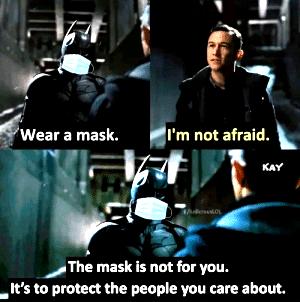 Wear a mask.
I'm not afraid.
KAY
The mask is not for you.
It's to protect the people you care about.